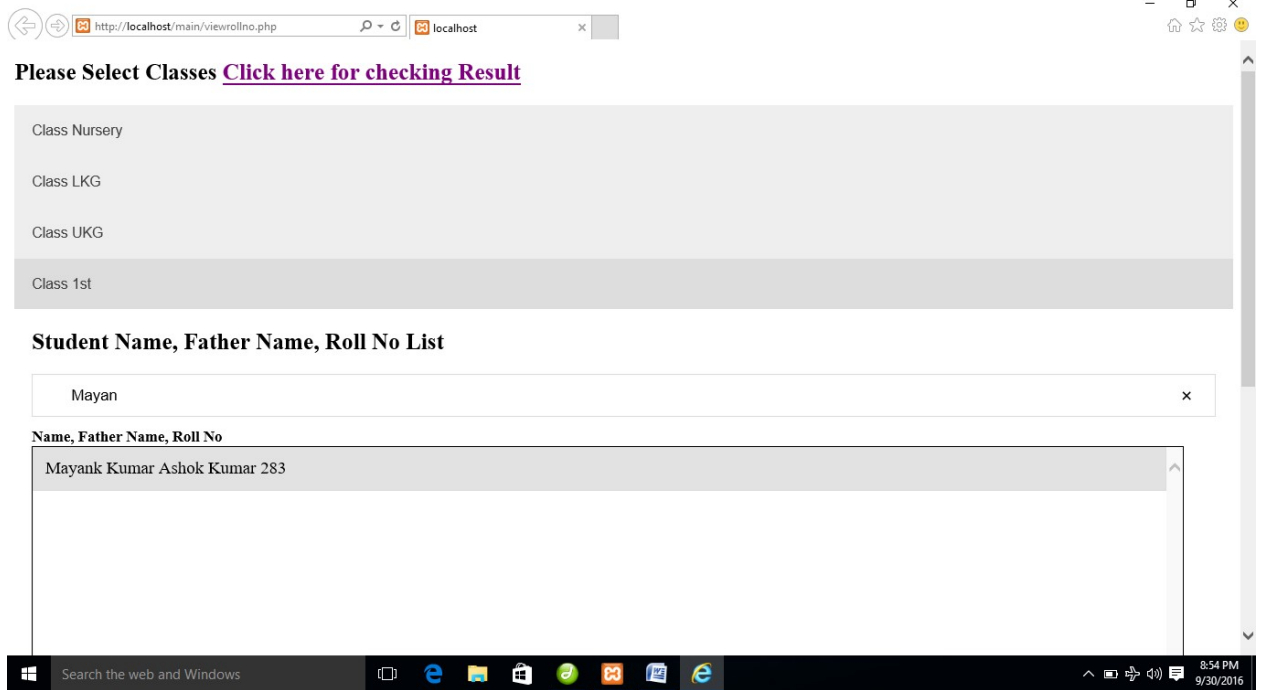 http://localhost/main/viewrollno.php
localhost
Please Select Classes Click here for checking Result
Class Nursery
Class LKG
Class UKG
Class 1st
Student Name, Father Name, Roll No List
Mayan
Name, Father Name, Roll No
Mayank Kumar Ashok Kumar 283
Search the web and Windows
8:54 PM
9/30/2016